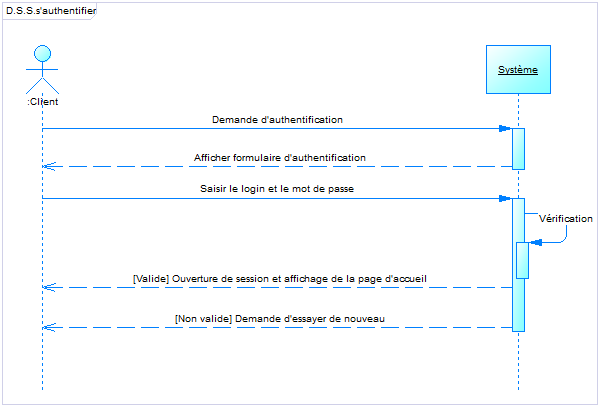 D.S.S.s'authentifier
Système
:Client
Demande d'authentification
Afficher formulaire d'authentification
Saisir le login et le mot de passe
Vérification
[Valide] Ouverture de session et affichage de la page d'accueil
[Non valide] Demande d'essayer de nouveau